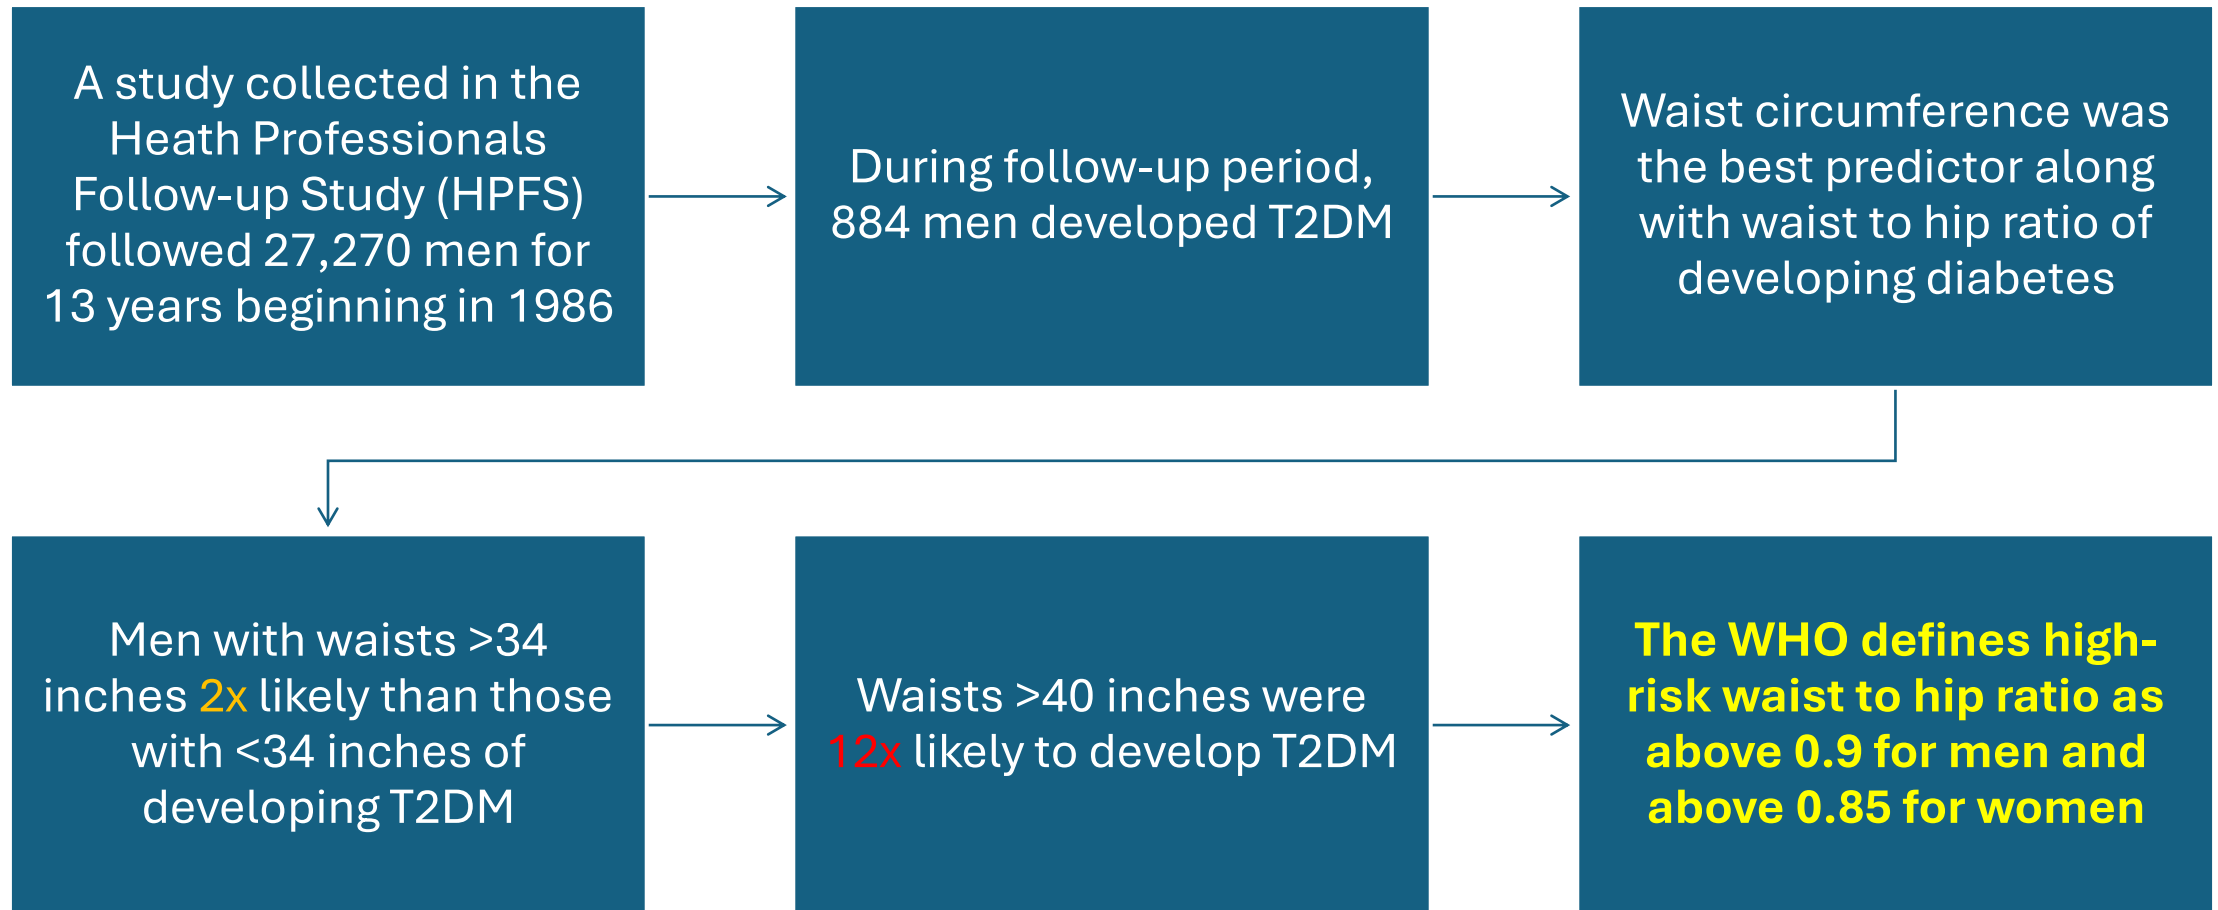 A study collected in the
Heath Professionals
Follow-up Study (HPFS)
followed 27,270 men for
13 years beginning in 1986
During follow-up period,
884 men developed T2DM
Waist circumference was
the best predictor along
with waist to hip ratio of
developing diabetes
Men with waists >34
inches 2x likely than those
with <34 inches of
developing T2DM
Waists >40 inches were
12x likely to develop T2DM
The WHO defines high-
risk waist to hip ratio as
above 0.9 for men and
above 0.85 for women